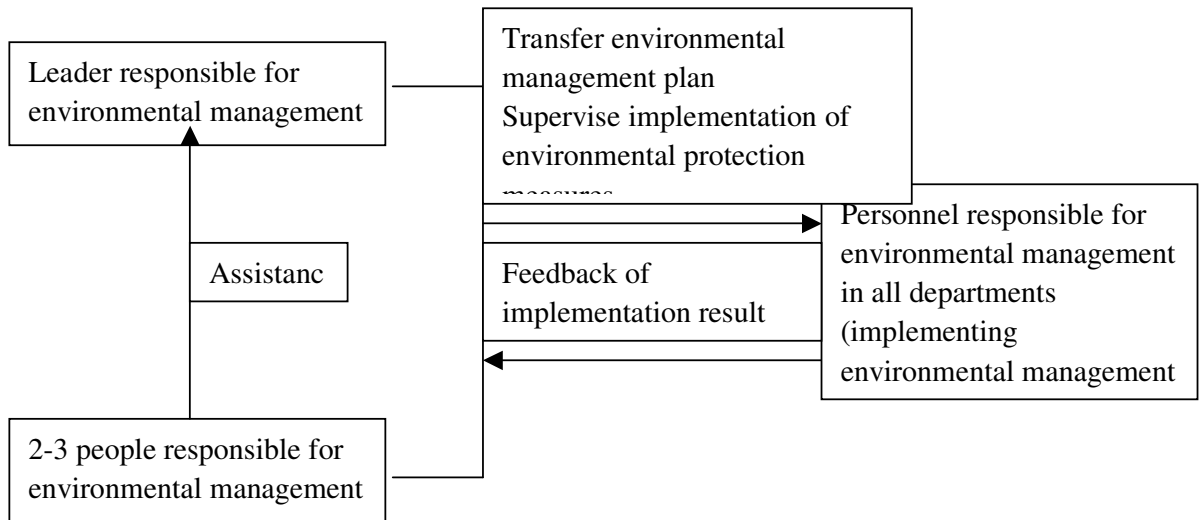 Leader responsible for
environmental management
Transfer environmental
management plan
Supervise implementation of
environmental protection
measures
Personnel responsible for
environmental management
in all departments
(implementing
environmental management
Assistanc
Feedback of
implementation result
2-3 people responsible for
environmental management